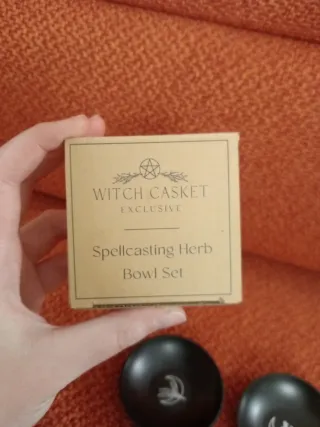 WITCH CASKET
EXCLUSIVE
Spellcasting Herb
Bowl Set